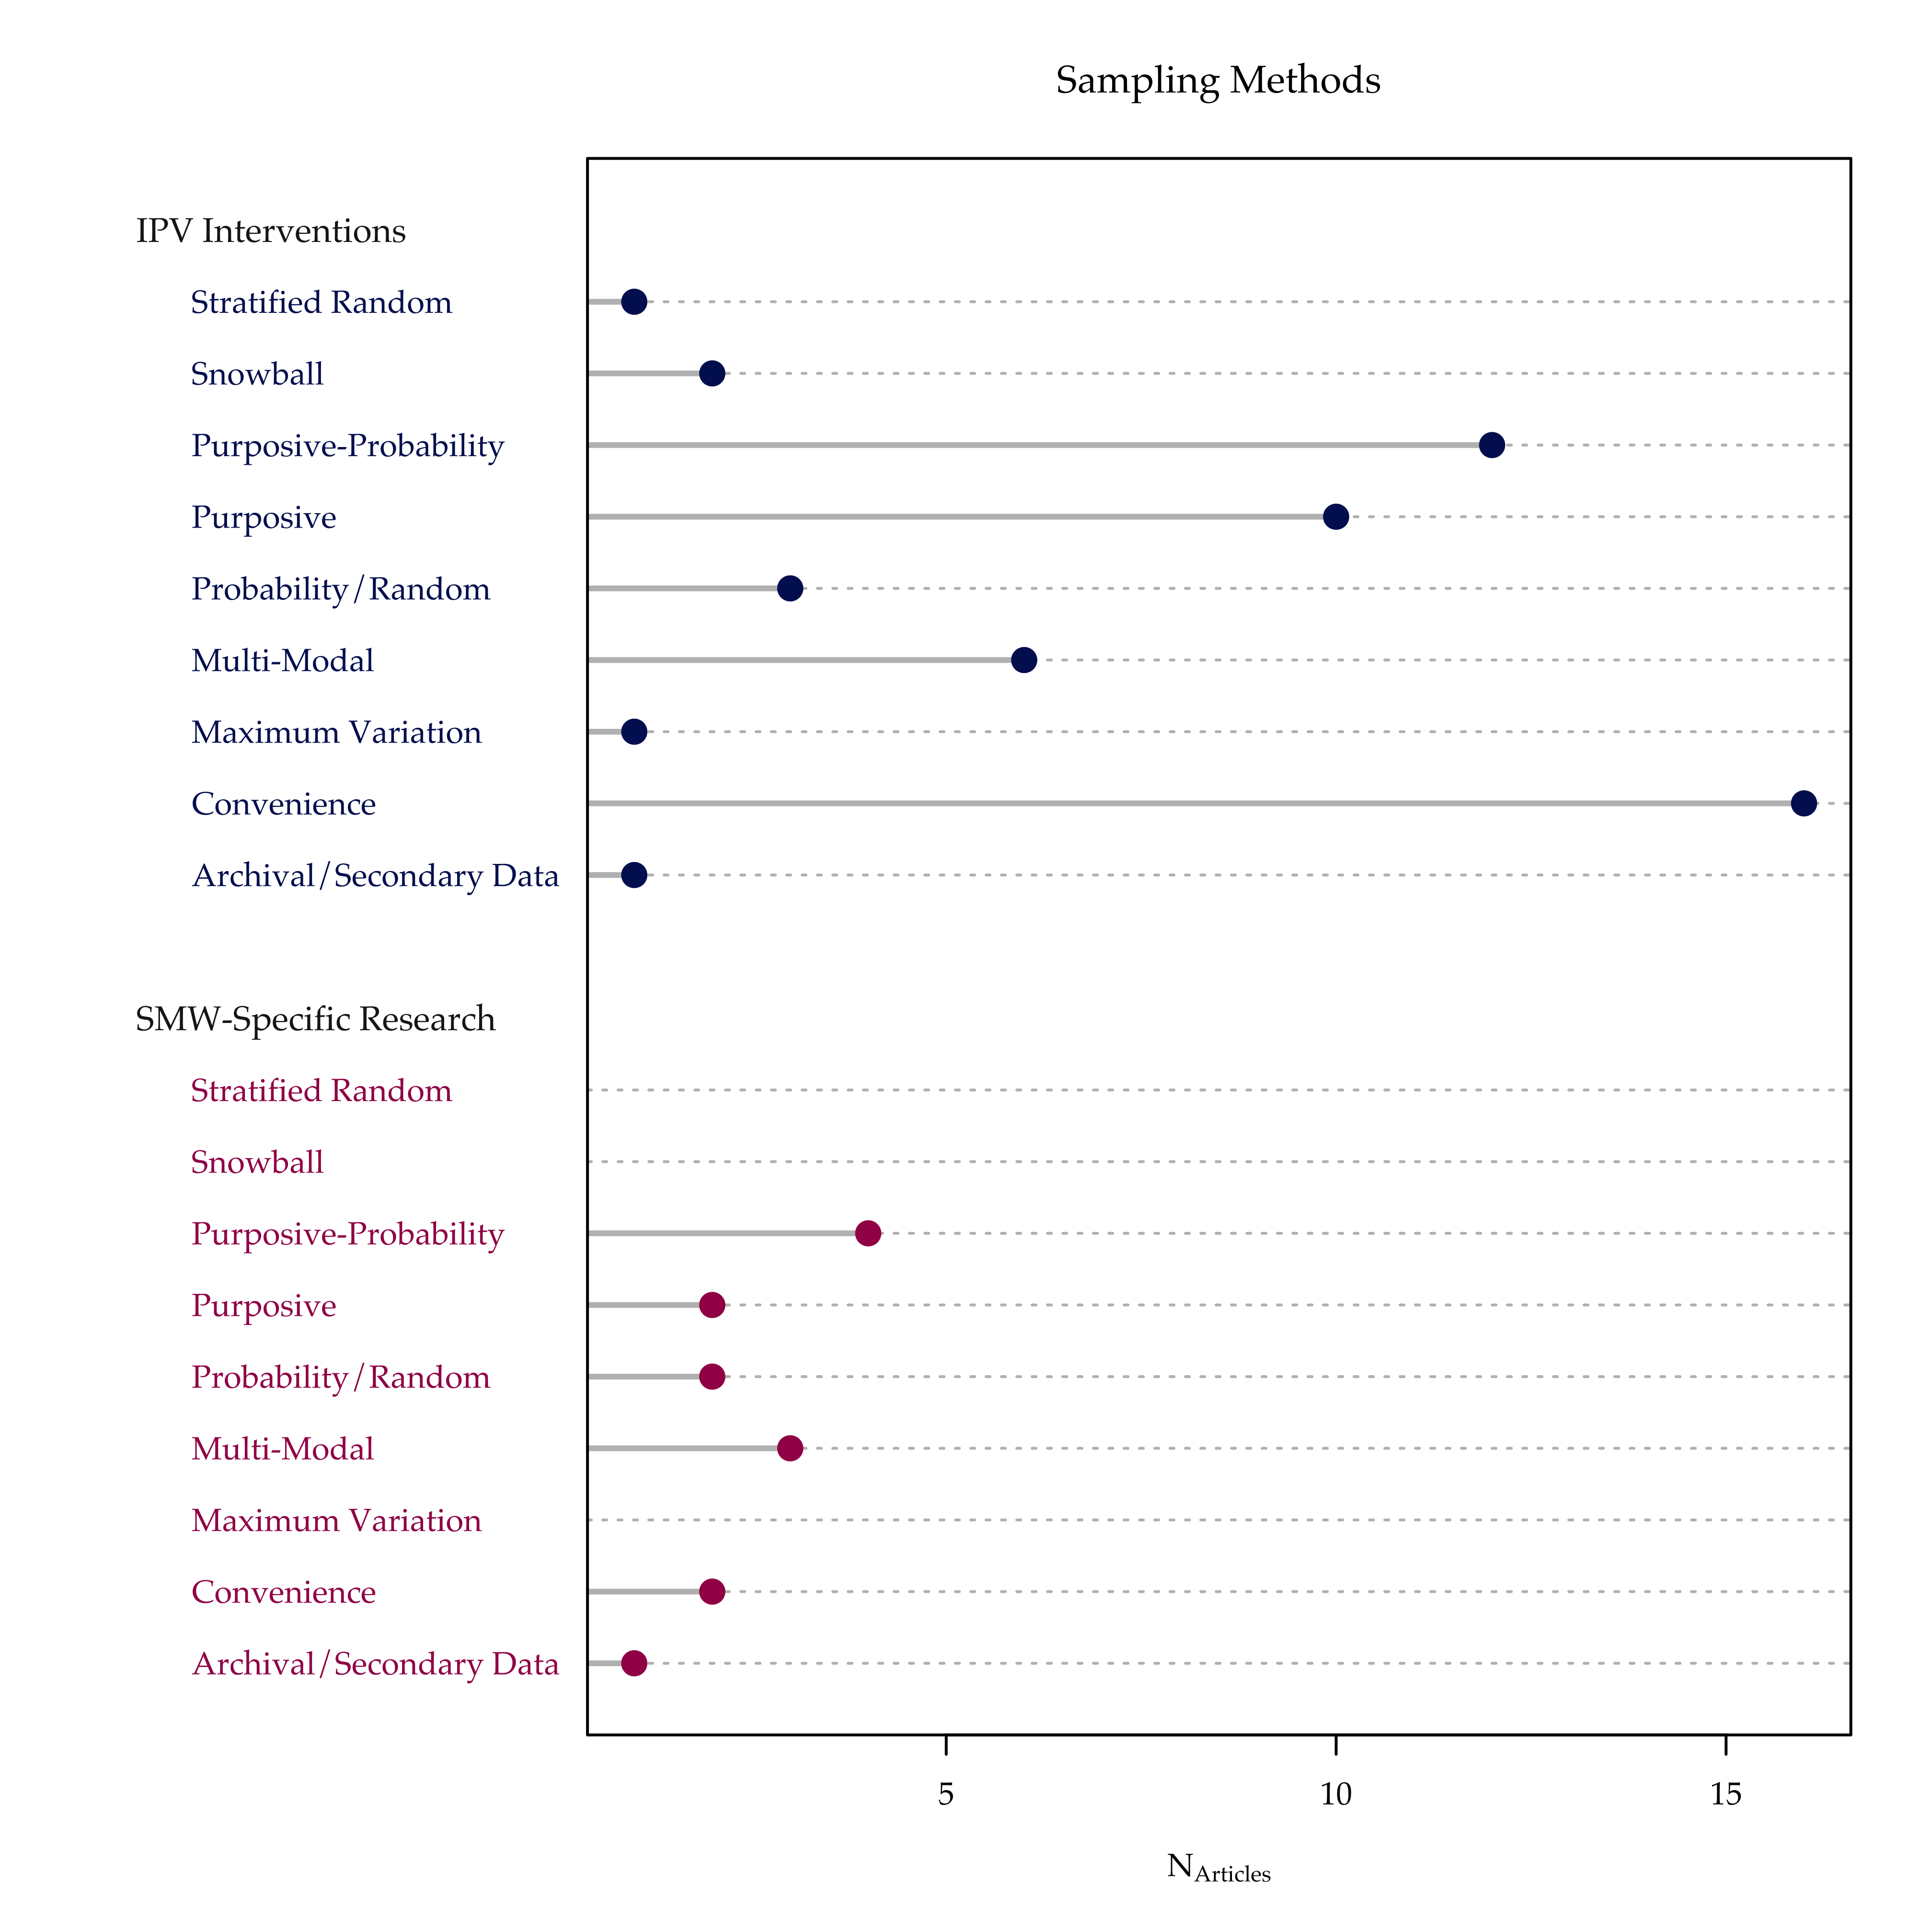 Sampling Methods
IPV Interventions
Stratified Random
Snowball
Purposive-Probability
Purposive
Probability/Random
Multi-Modal
Maximum Variation
Convenience
Archival/Secondary Data
SMW-Specific Research
Stratified Random
Snowball
Purposive-Probability
Purposive
Probability/Random
Multi-Modal
Maximum Variation
Convenience
Archival/Secondary Data
5 10 15
NArticles